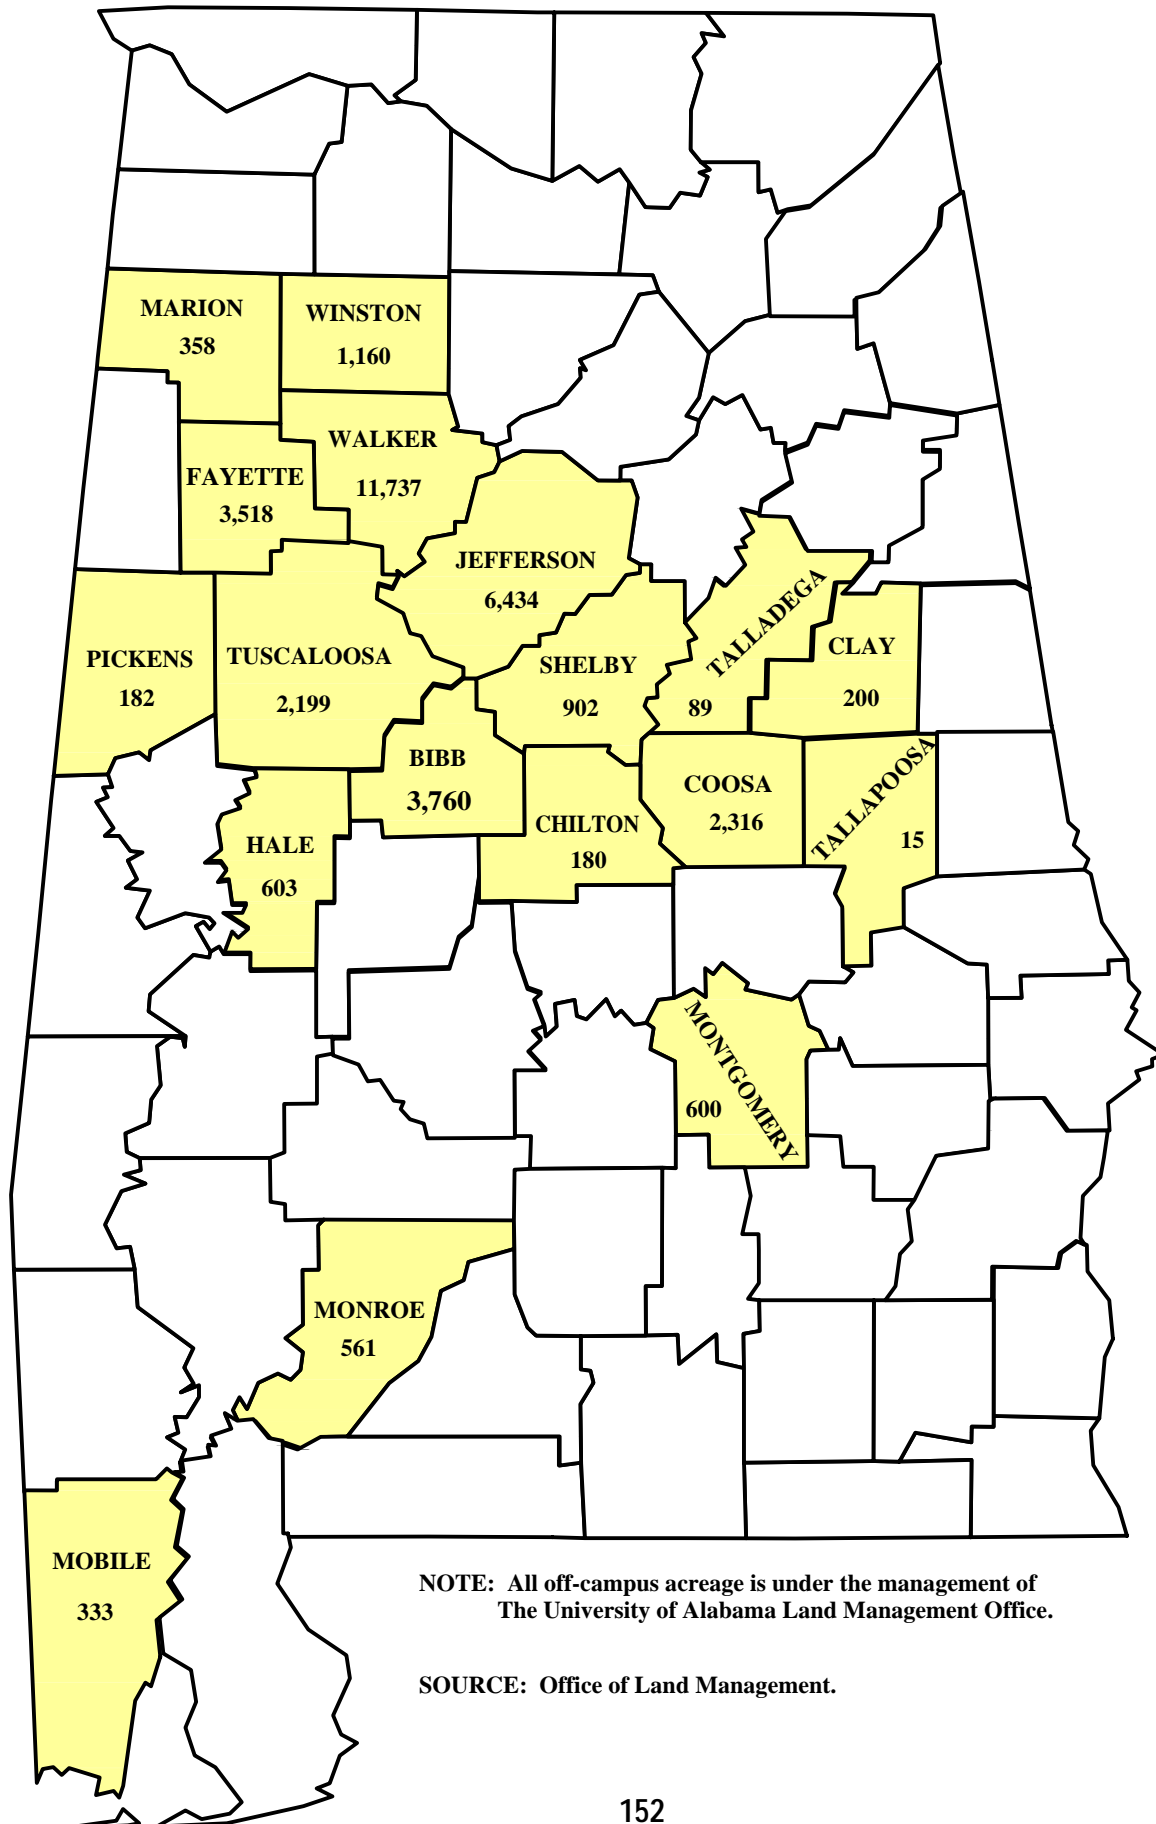 MARION
358
WINSTON
1,160
WALKER
11,737
FAYETTE
3,518
JEFFERSON
6,434
TALLADEGA
89
CLAY
200
PICKENS
182
TUSCALOOSA
2,199
SHELBY
902
BIBB
3,760
COOSA
2,316
TALLAPOOSA
15
CHILTON
180
HALE
603
MONTGOMERY
600
MONROE
561
MOBILE
333
NOTE: All off-campus acreage is under the management of
The University of Alabama Land Management Office.
SOURCE: Office of Land Management.
152